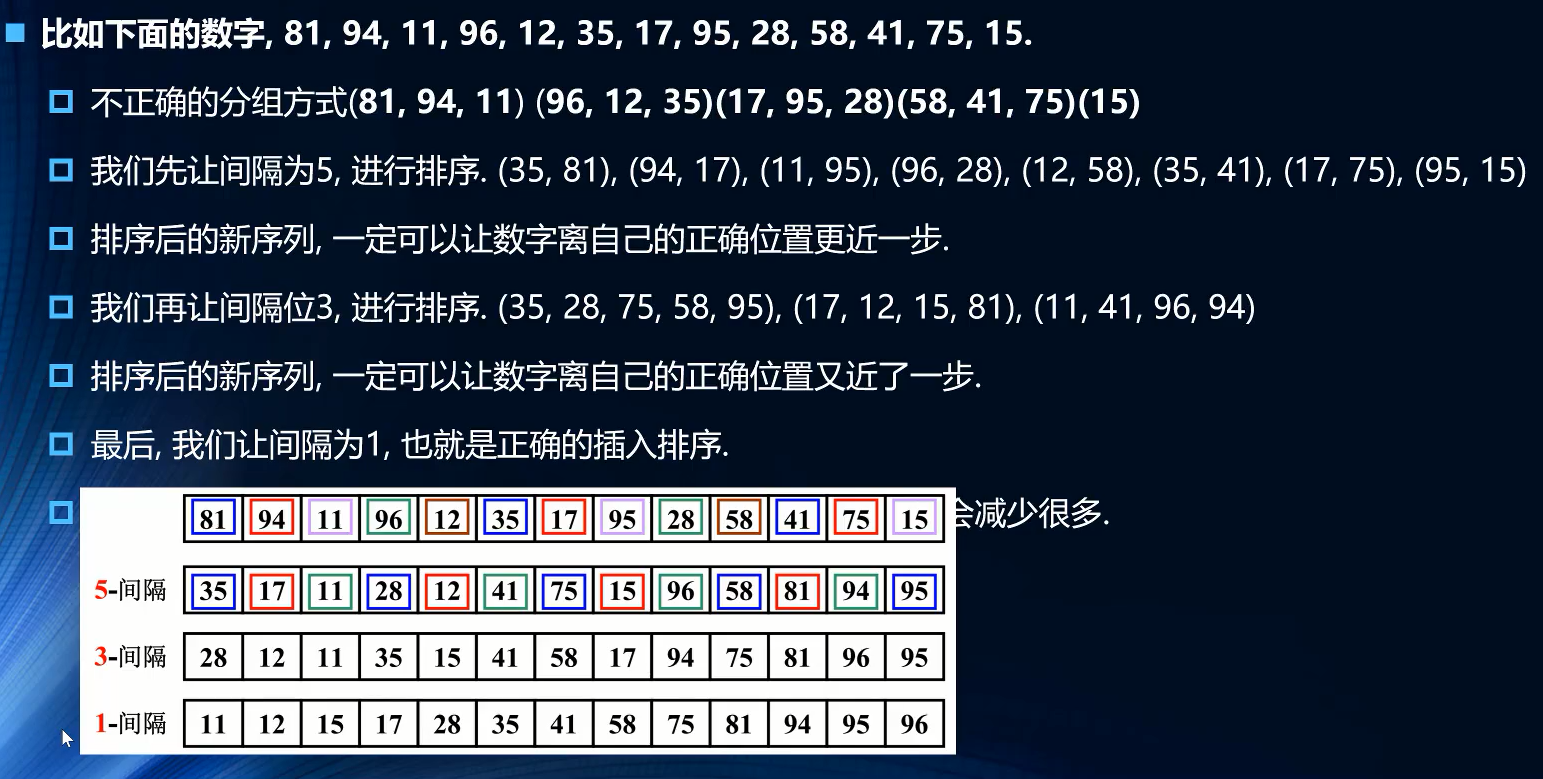 比如下面的数字, 81, 94, 11, 96, 12, 35, 17, 95, 28, 58, 41, 75, 15.
不正确的分组方式(81, 94, 11) (96, 12, 35)(17, 95, 28)(58, 41, 75)(15)
我们先让间隔为5, 进行排序. (35, 81), (94, 17), (11, 95), (96, 28), (12, 58), (35, 41), (17, 75), (95, 15)
排序后的新序列, 一定可以让数字离自己的正确位置更近一步.
我们再让间隔位3, 进行排序. (35, 28, 75, 58, 95), (17, 12, 15, 81), (11, 41, 96, 94)
排序后的新序列, 一定可以让数字离自己的正确位置又近了一步.
最后, 我们让间隔为1, 也就是正确的插入排序.
会减少很多.
81 94 11 96 12 35 17 95 28 58 41 75 15
5-间隔 35 17 11 28 12 41 75 15 96 58 81 94 95
3-间隔 28 12 11 35 15 41 58 17 94 75 81 96 95
1-间隔 11 12 15 17 28 35 41 58 75 81 94 95 96